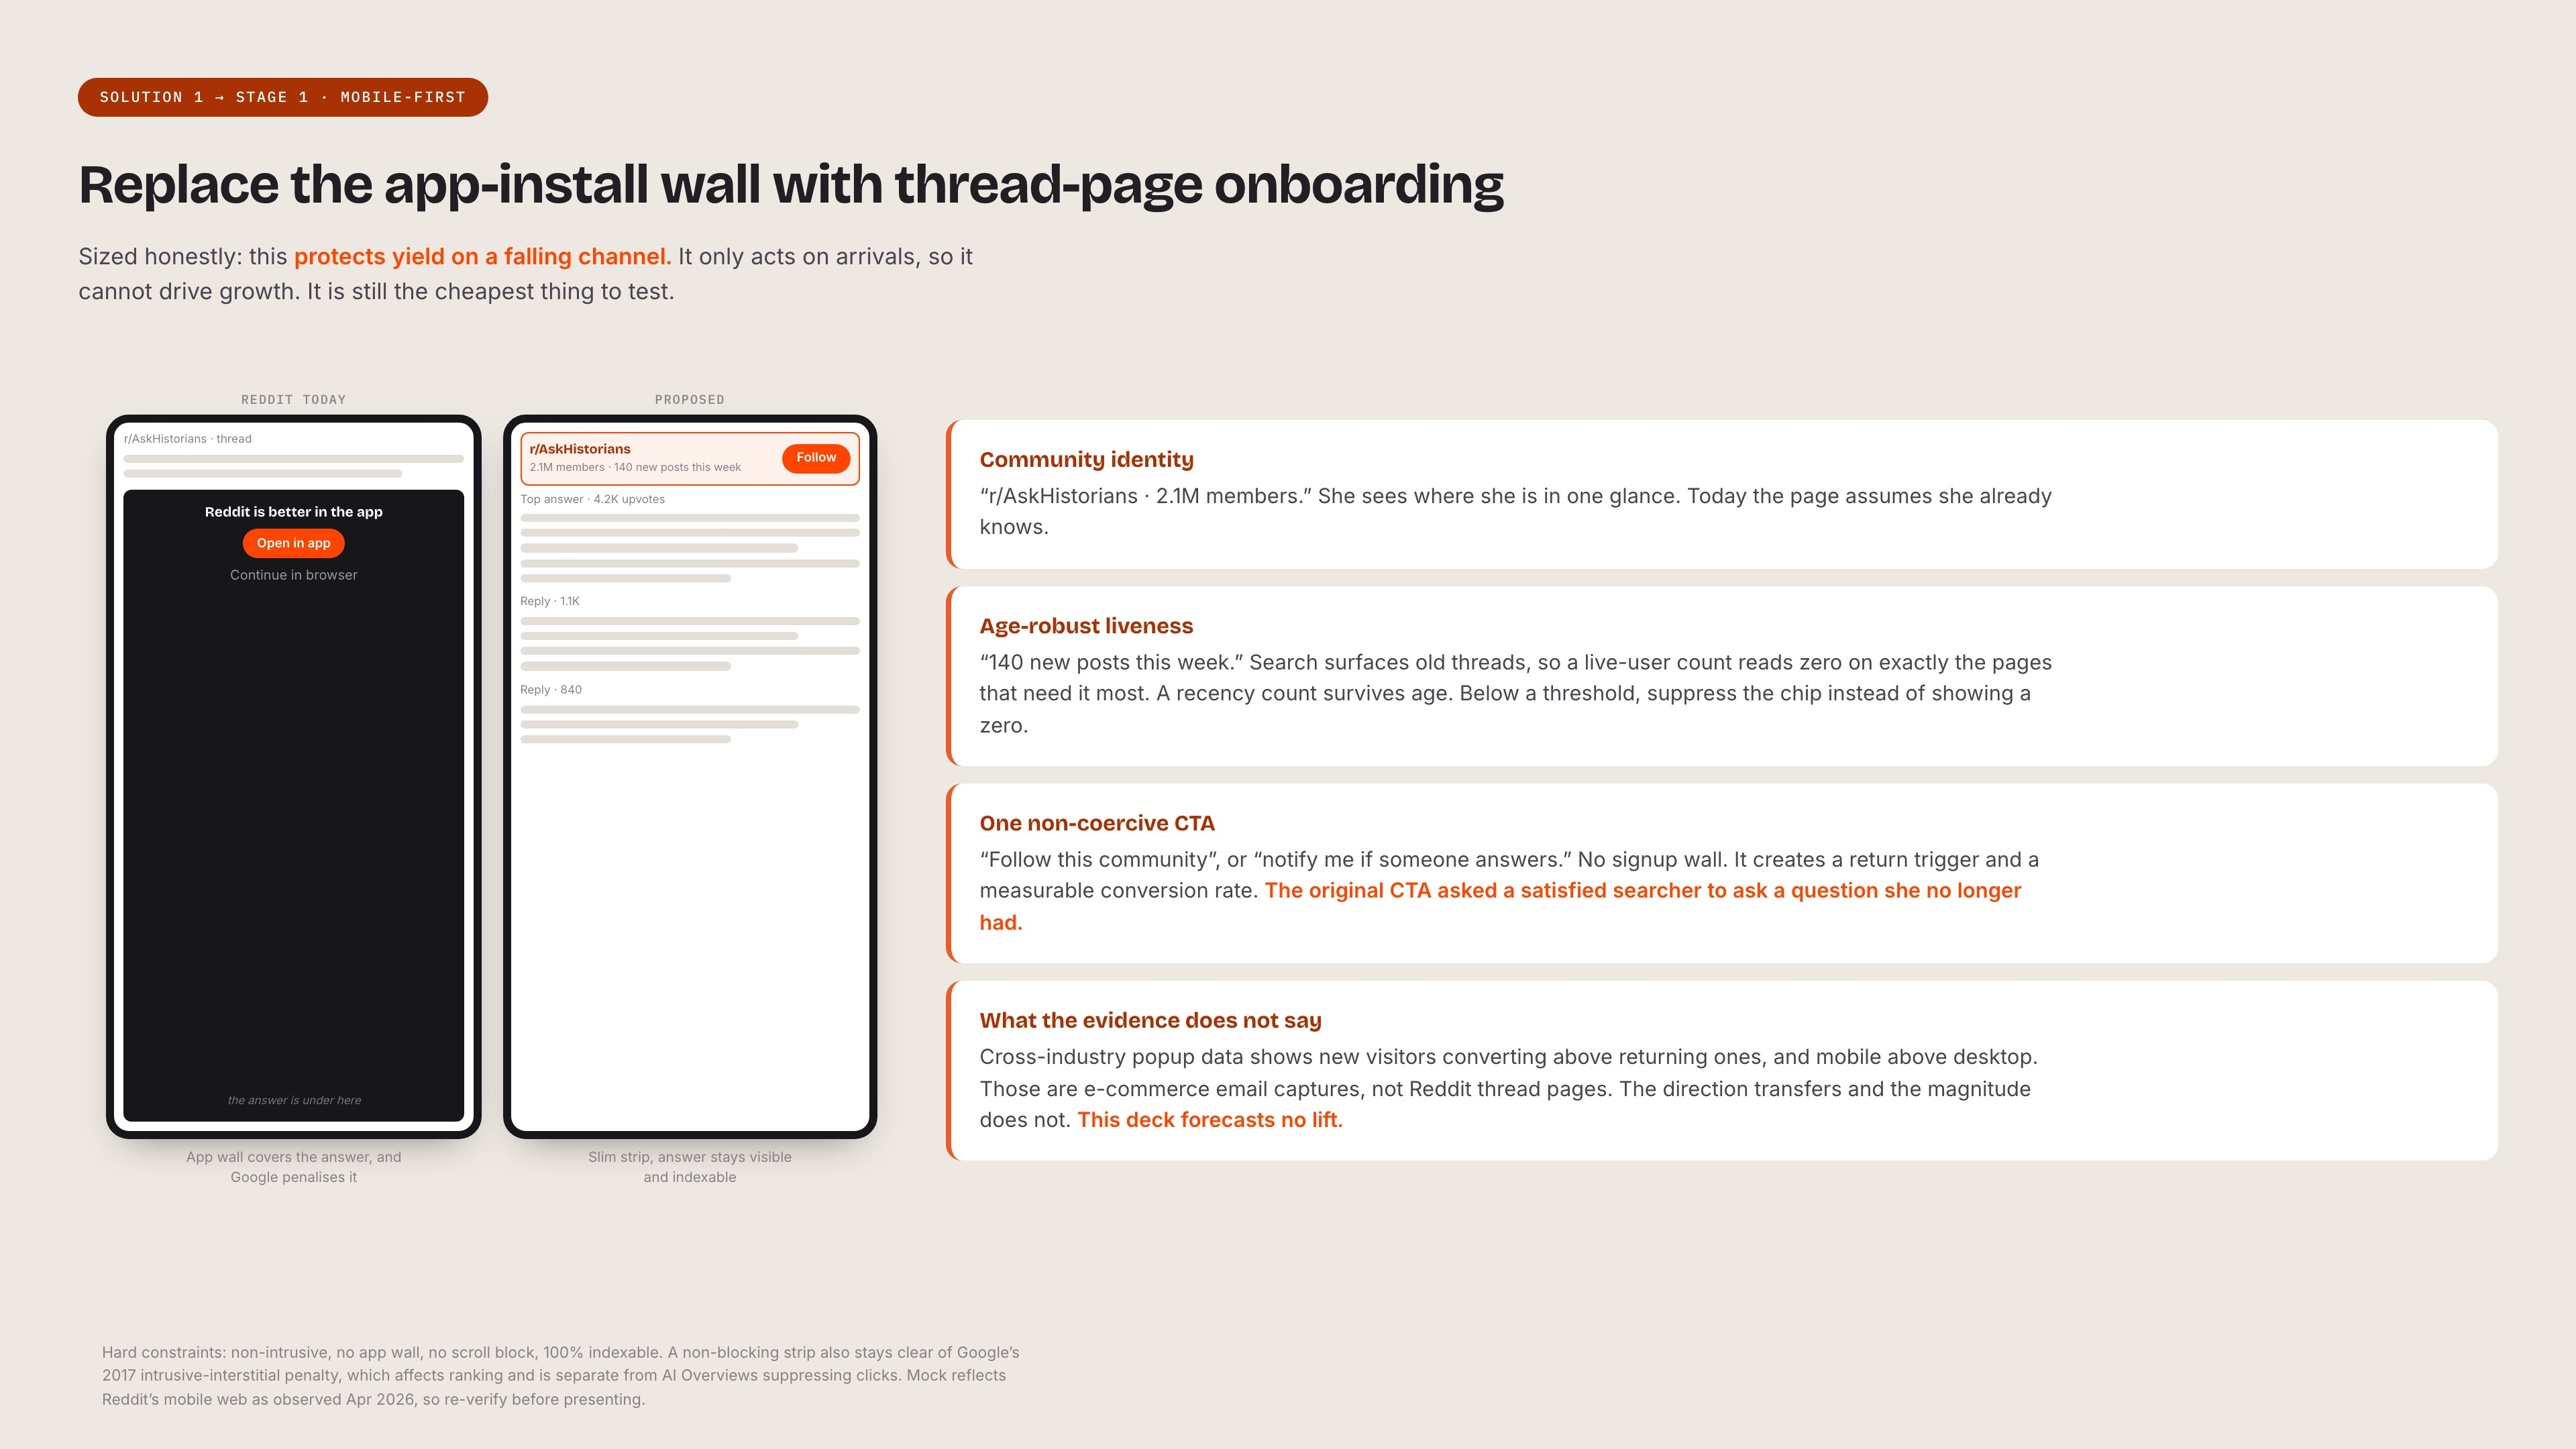 SOLUTION 1 → STAGE 1 · MOBILE-FIRST
Replace the app-install wall with thread-page onboarding
Sized honestly: this protects yield on a falling channel. It only acts on arrivals, so it
cannot drive growth. It is still the cheapest thing to test.
REDDIT TODAY
r/AskHistorians · thread
Reddit is better in the app
Open in app
Continue in browser
the answer is under here
App wall covers the answer, and
Google penalises it
PROPOSED
r/AskHistorians
2.1M members · 140 new posts this week
Follow
Top answer · 4.2K upvotes
Reply · 1.1K
Reply · 840
Slim strip, answer stays visible
and indexable
Community identity
“r/AskHistorians · 2.1M members.” She sees where she is in one glance. Today the page assumes she already
knows.
Age-robust liveness
“140 new posts this week.” Search surfaces old threads, so a live-user count reads zero on exactly the pages
that need it most. A recency count survives age. Below a threshold, suppress the chip instead of showing a
zero.
One non-coercive CTA
“Follow this community”, or “notify me if someone answers.” No signup wall. It creates a return trigger and a
measurable conversion rate. The original CTA asked a satisfied searcher to ask a question she no longer
had.
What the evidence does not say
Cross-industry popup data shows new visitors converting above returning ones, and mobile above desktop.
Those are e-commerce email captures, not Reddit thread pages. The direction transfers and the magnitude
does not. This deck forecasts no lift.
Hard constraints: non-intrusive, no app wall, no scroll block, 100% indexable. A non-blocking strip also stays clear of Google’s
2017 intrusive-interstitial penalty, which affects ranking and is separate from AI Overviews suppressing clicks. Mock reflects
Reddit’s mobile web as observed Apr 2026, so re-verify before presenting.